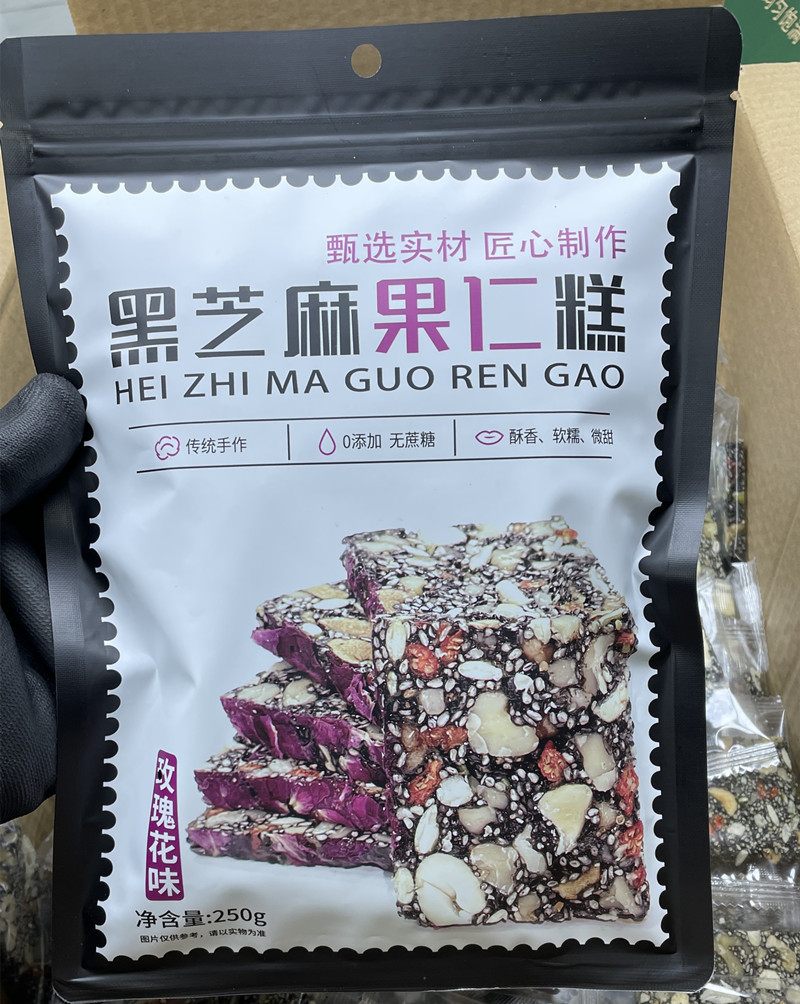 甄选实材 匠心制作
黑芝麻果仁糕
HEI ZHI MA GUO REN GAO
传统手作
0添加 无蔗糖
酥香、软糯、微甜
玫瑰花味
净含量:250g
图片仅供参考，请以实物为准